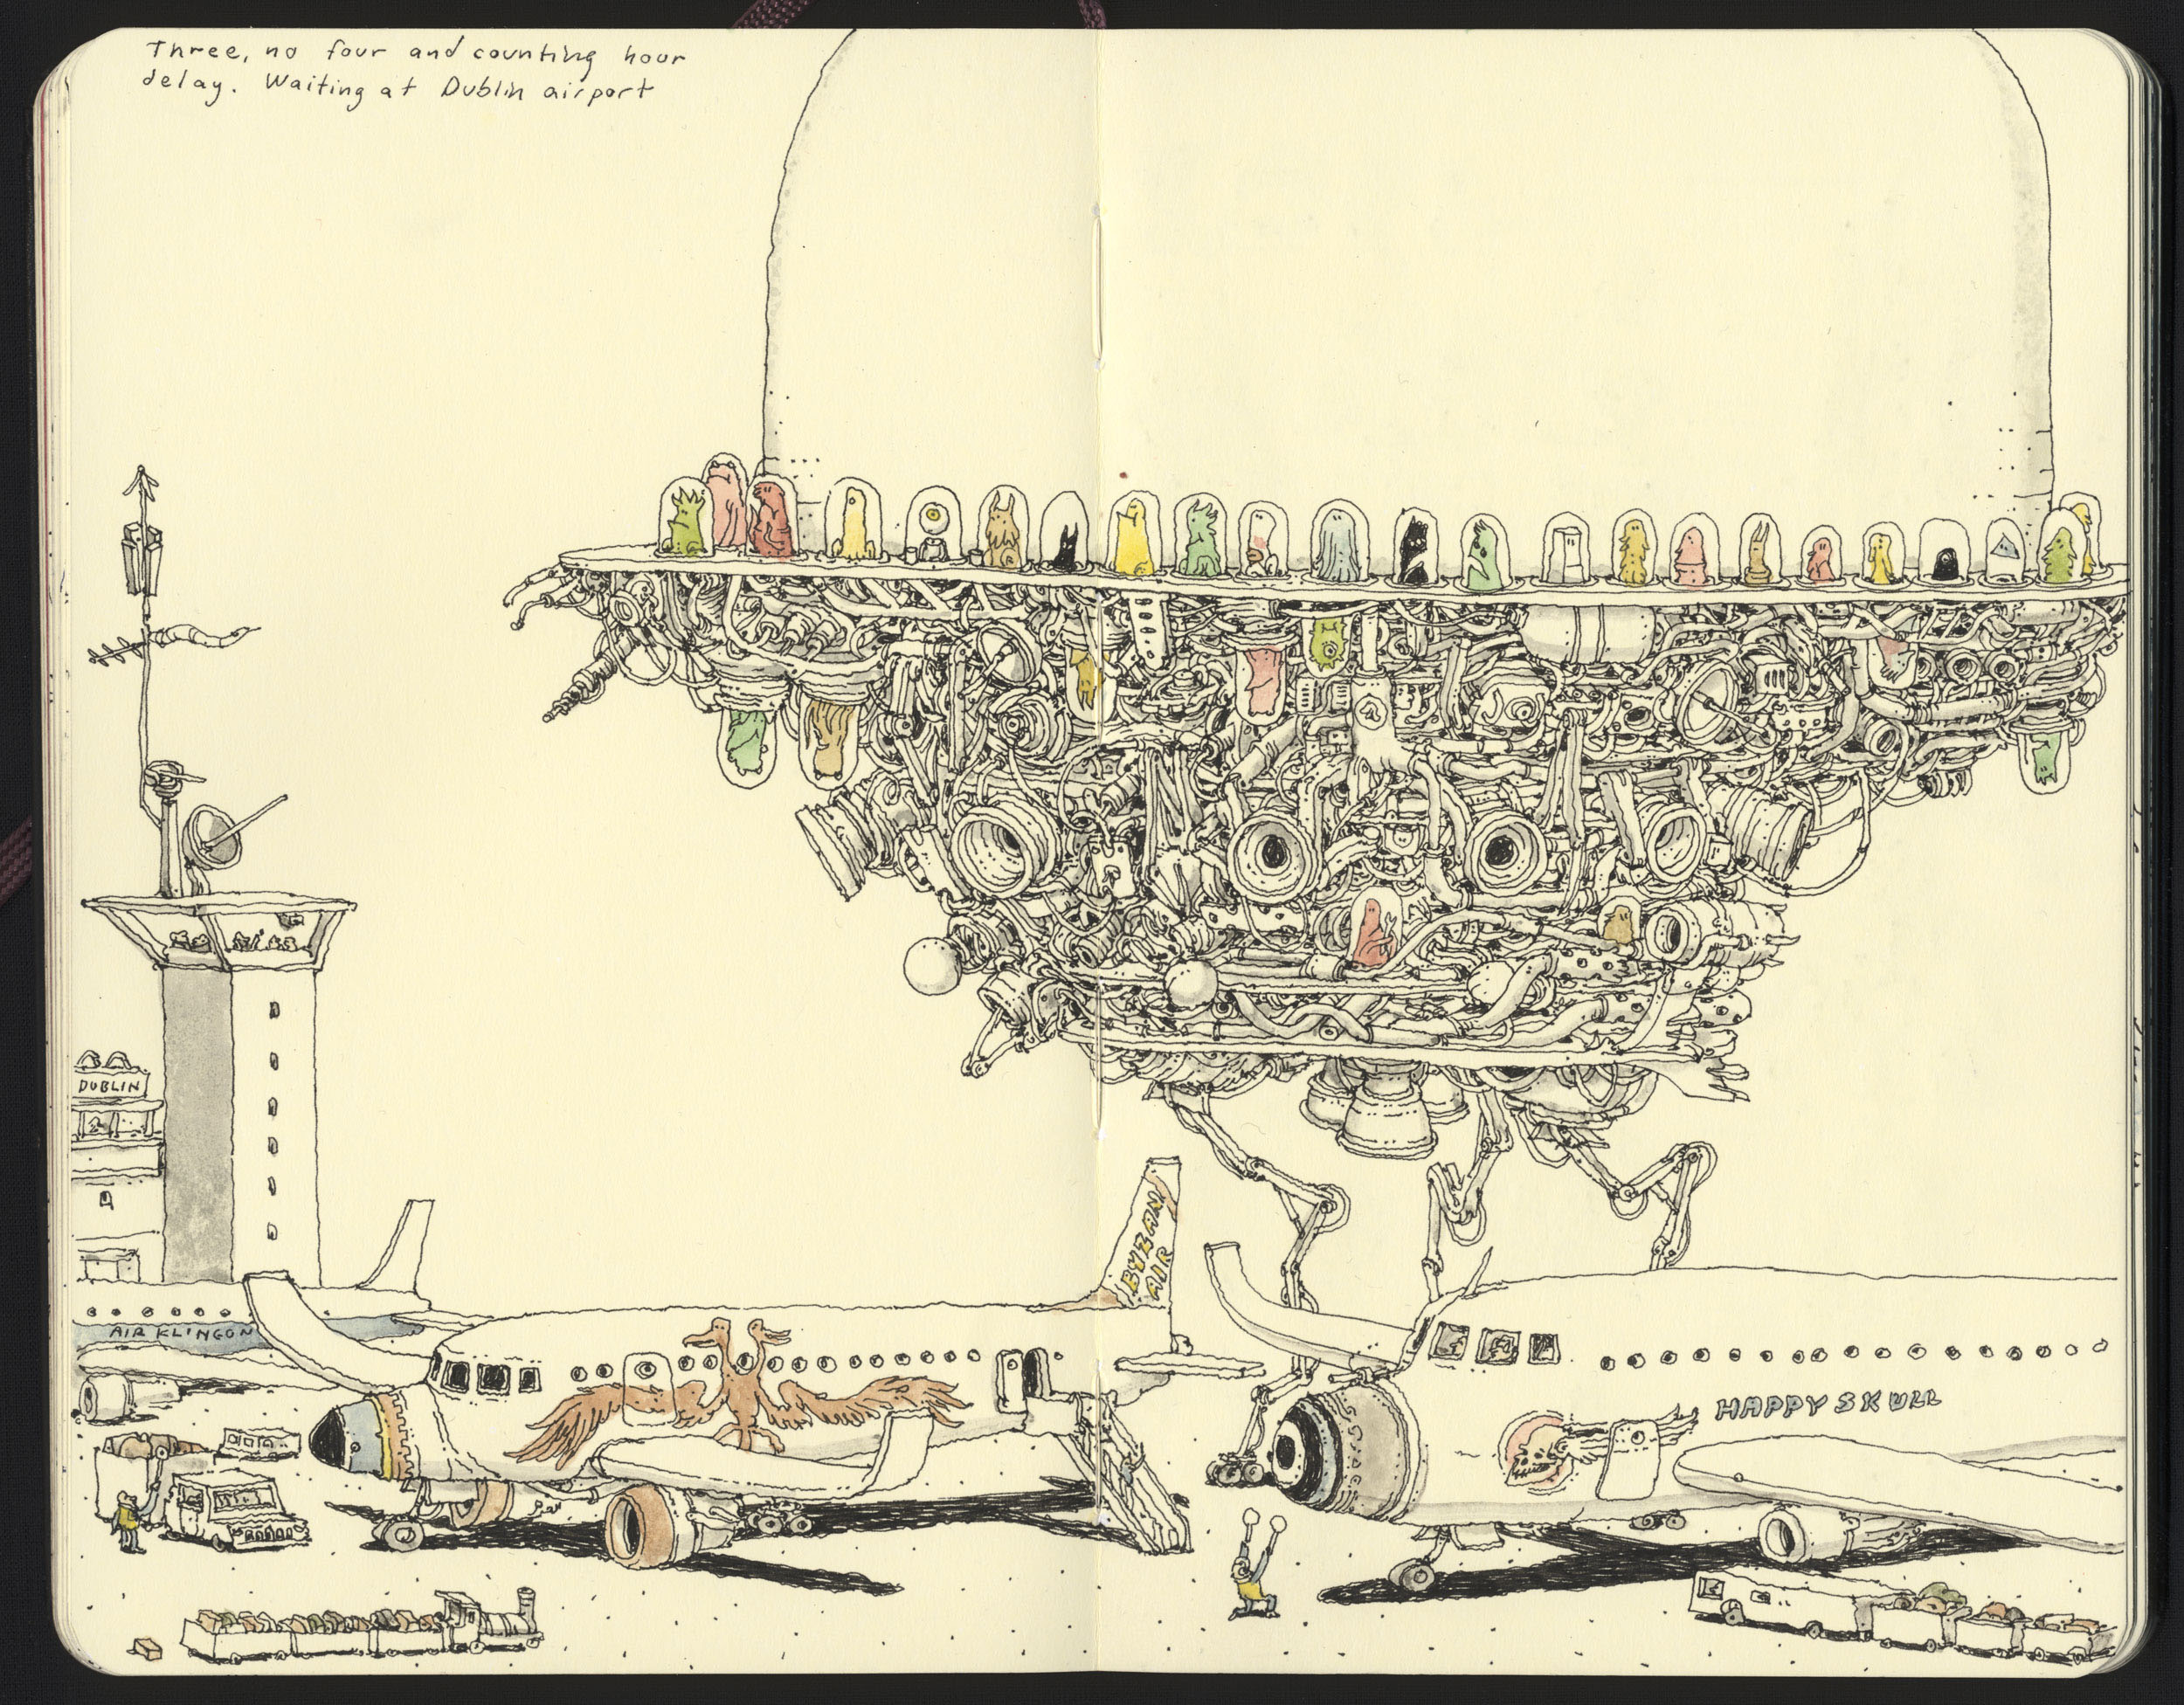 Three, no four and counting hour
delay. Waiting at Dublin airport
DUBLIN
BYZAN
AIR
AIR KLINGON
HAPPY SKULL